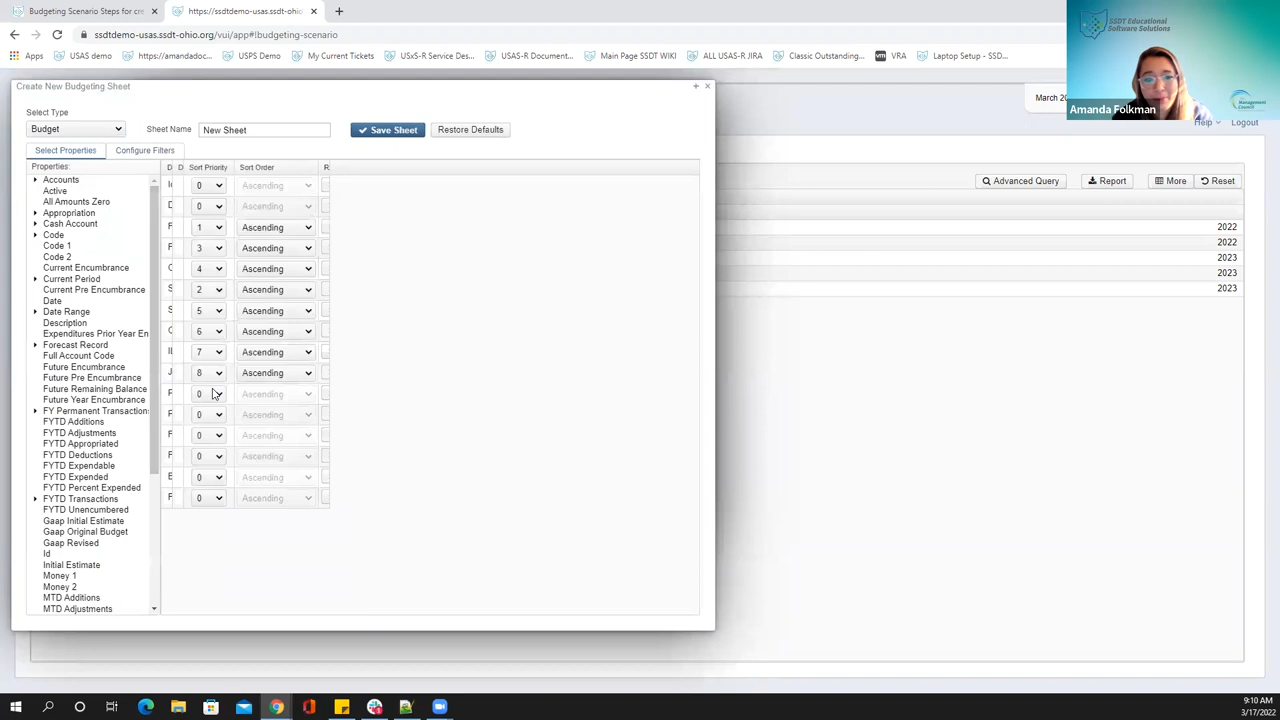 Budgeting Scenario Steps for cre
https://ssdtdemo-usas.ssdt-ohio
ssdtdemo-usas.ssdt-ohio.org/vui/app#!budgeting-scenario
Apps
USAS demo
https://amandadoc...
USPS Demo
My Current Tickets
USxS-R Service Des...
USAS-R Document...
Main Page SSDT WIKI
ALL USAS-R JIRA
Classic Outstanding...
vm VRA
Laptop Setup - SSD...
SSDT Educational
Software Solutions
Amanda Folkman
Management
Council
March 20
Help
Logout
Create New Budgeting Sheet
Select Type
Budget
Sheet Name
New Sheet
Save Sheet
Restore Defaults
Select Properties
Configure Filters
Properties:
D D Sort Priority Sort Order R
Accounts
Active
All Amounts Zero
Appropriation
Cash Account
Code
Code 1
Code 2
Current Encumbrance
Current Period
Current Pre Encumbrance
Date
Date Range
Description
Expenditures Prior Year En
Forecast Record
Full Account Code
Future Encumbrance
Future Pre Encumbrance
Future Remaining Balance
Future Year Encumbrance
FY Permanent Transactions
FYTD Additions
FYTD Adjustments
FYTD Appropriated
FYTD Deductions
FYTD Expendable
FYTD Expended
FYTD Percent Expended
FYTD Transactions
FYTD Unencumbered
Gaap Initial Estimate
Gaap Original Budget
Gaap Revised
Id
Initial Estimate
Money 1
Money 2
MTD Additions
MTD Adjustments
0 Ascending
0 Ascending
1 Ascending
3 Ascending
4 Ascending
2 Ascending
5 Ascending
6 Ascending
7 Ascending
8 Ascending
0 Ascending
0 Ascending
0 Ascending
0 Ascending
0 Ascending
0 Ascending
Advanced Query
Report
More
Reset
2022
2022
2023
2023
2023
9:10 AM
3/17/2022